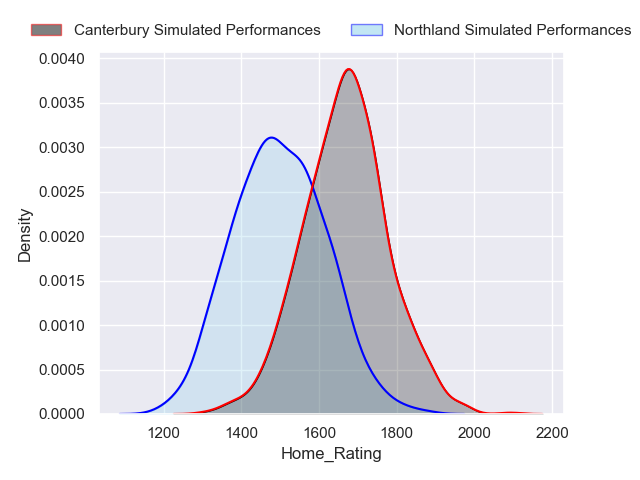 Canterbury Simulated Performances
Northland Simulated Performances
0.0040
0.0035
0.0030
0.0025
0.0020
0.0015
0.0010
0.0005
0.0000
Density
1200 1400 1600 1800 2000 2200
Home_Rating